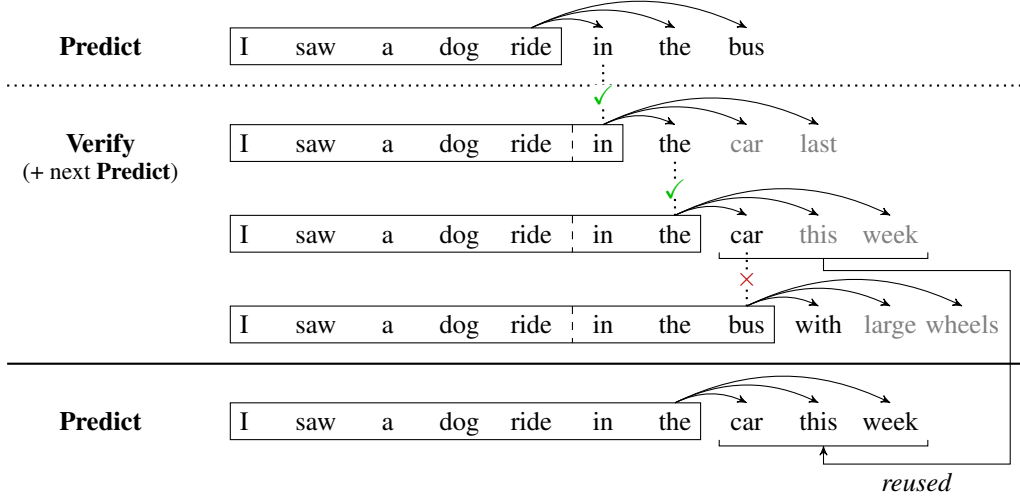 Predict I saw a dog ride in the bus
Verify I saw a dog ride in the car last
(+ next Predict)
I saw a dog ride in the car this week
I saw a dog ride in the bus with large wheels
Predict I saw a dog ride in the car this week
reused